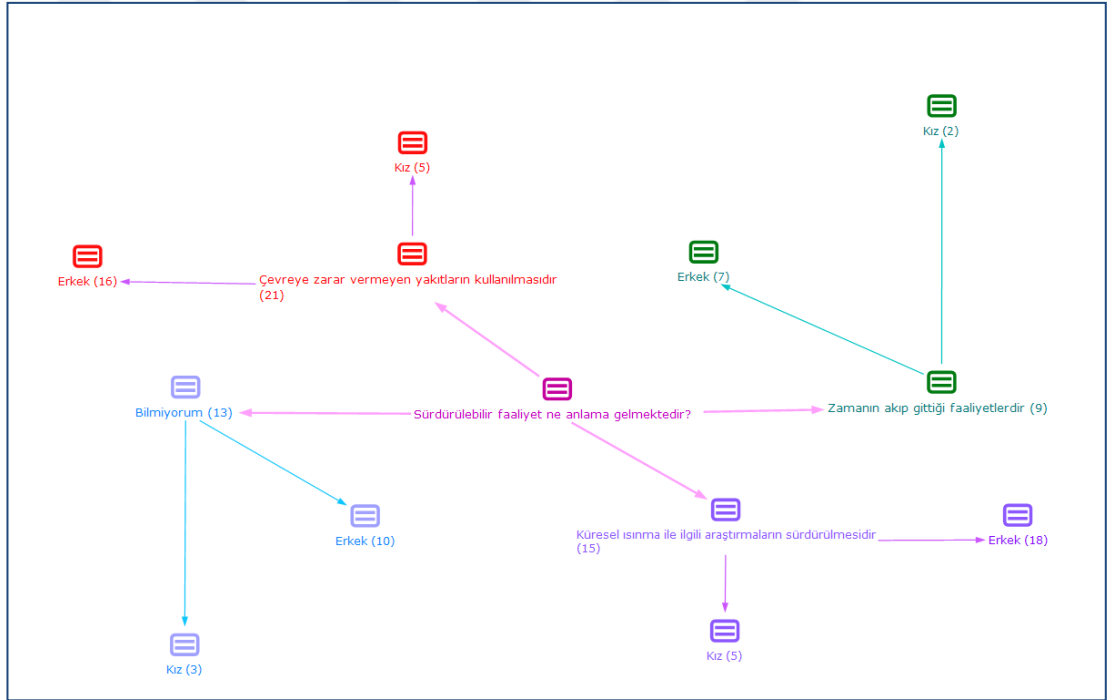 Kız (2)
Kız (5)
Erkek (7)
Erkek (16)
Çevreye zarar vermeyen yakıtların kullanılmasıdır
(21)
Bilmiyorum (13)
Sürdürülebilir faaliyet ne anlama gelmektedir?
Zamanın akıp gittiği faaliyetlerdir (9)
Erkek (10)
Küresel ısınma ile ilgili araştırmaların sürdürülmesidir
(15)
Erkek (18)
Kız (5)
Kız (3)